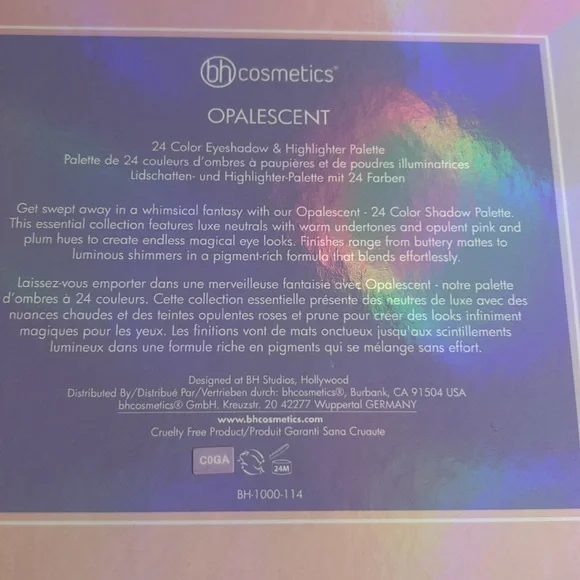 bh cosmetics®
OPALESCENT
24 Color Eyeshadow & Highlighter Palette
Palette de 24 couleurs d'ombres à paupières et de poudres illuminatrices
Lidschatten- und Highlighter-Palette mit 24 Farben
Get swept away in a whimsical fantasy with our Opalescent - 24 Color Shadow Palette.
This essential collection features luxe neutrals with warm undertones and opulent pink and
plum hues to create endless magical eye looks. Finishes range from buttery mattes to
luminous shimmers in a pigment-rich formula that blends effortlessly.
Laissez-vous emporter dans une merveilleuse fantaisie avec Opalescent - notre palette
d'ombres à 24 couleurs. Cette collection essentielle présente des neutres de luxe avec des
nuances chaudes et des teintes opulentes roses et prune pour créer des looks infiniment
magiques pour les yeux. Les finitions vont de mats onctueux jusqu'aux scintillements
lumineux dans une formule riche en pigments qui se mélange sans effort.
Designed at BH Studios, Hollywood
Distributed By/Distribué Par/Vertrieben durch: bhcosmetics®, Burbank, CA 91504 USA
bhcosmetics® GmbH. Kreuzstr. 20 42277 Wuppertal GERMANY
www.bhcosmetics.com
Cruelty Free Product/Produit Garanti Sana Cruaute
C0GA 24M
BH-1000-114